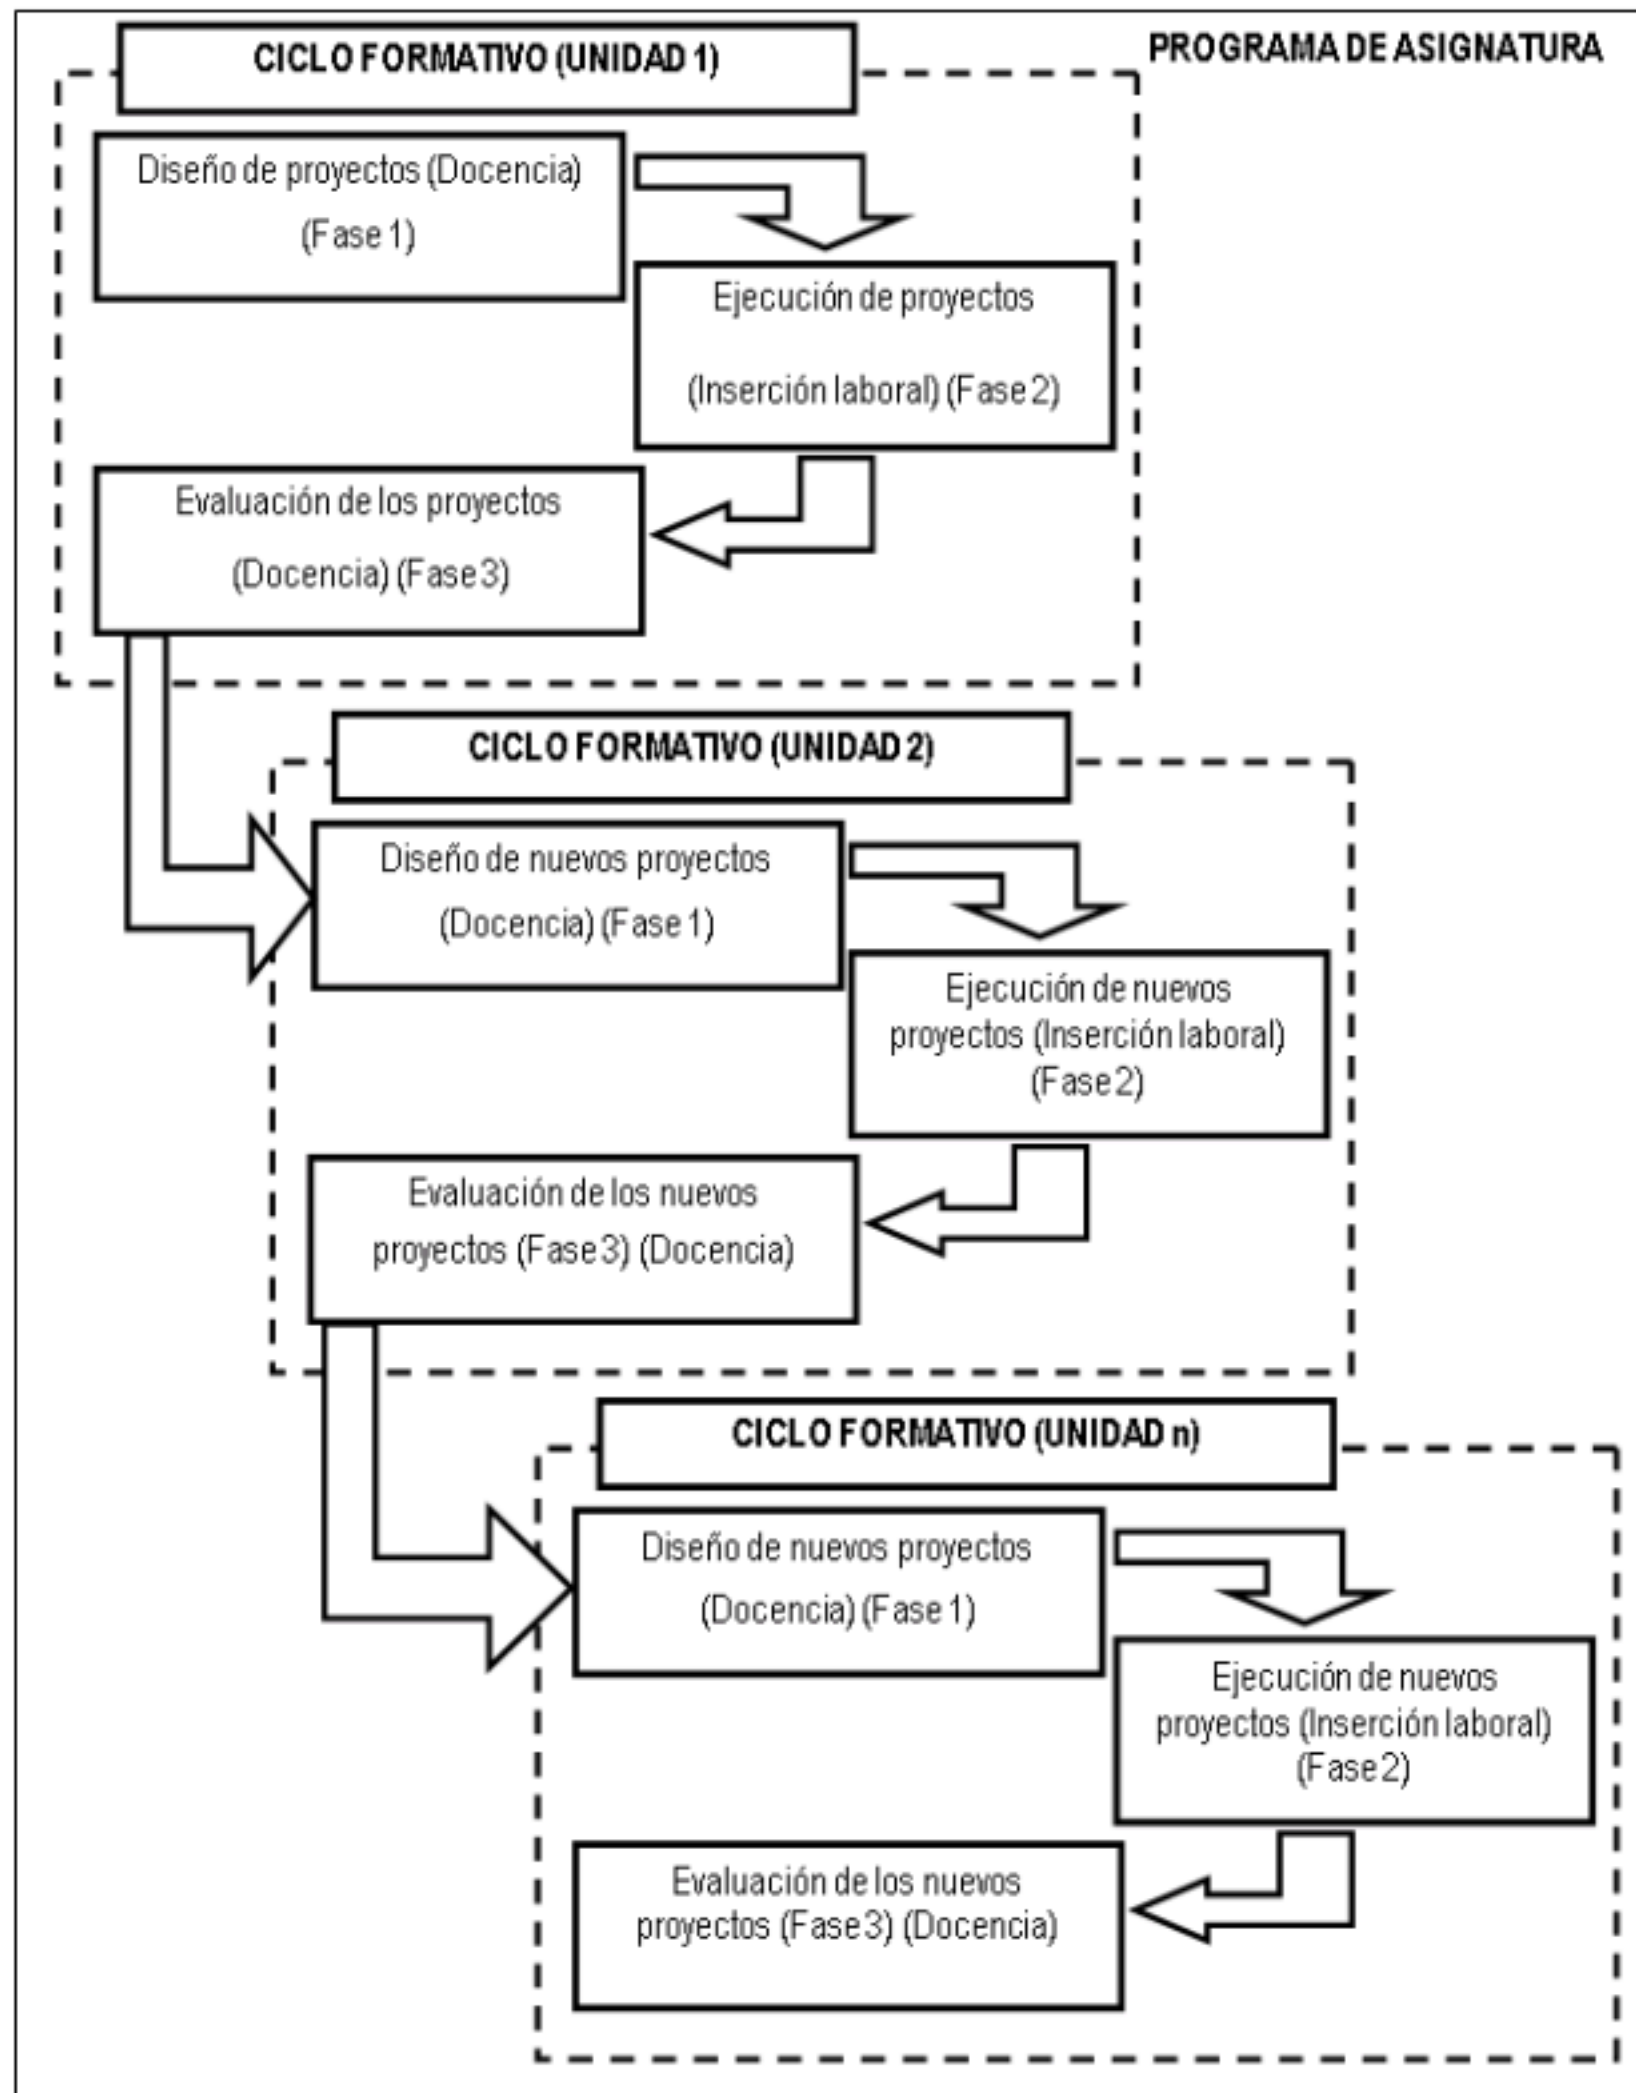 PROGRAMA DE ASIGNATURA
CICLO FORMATIVO (UNIDAD 1)
Diseño de proyectos (Docencia)
(Fase 1)
Ejecución de proyectos
(Inserción laboral) (Fase 2)
Evaluación de los proyectos
(Docencia) (Fase 3)
CICLO FORMATIVO (UNIDAD 2)
Diseño de nuevos proyectos
(Docencia) (Fase 1)
Ejecución de nuevos
proyectos (Inserción laboral)
(Fase 2)
Evaluación de los nuevos
proyectos (Fase 3) (Docencia)
CICLO FORMATIVO (UNIDAD n)
Diseño de nuevos proyectos
(Docencia) (Fase 1)
Ejecución de nuevos
proyectos (Inserción laboral)
(Fase 2)
Evaluación de los nuevos
proyectos (Fase 3) (Docencia)